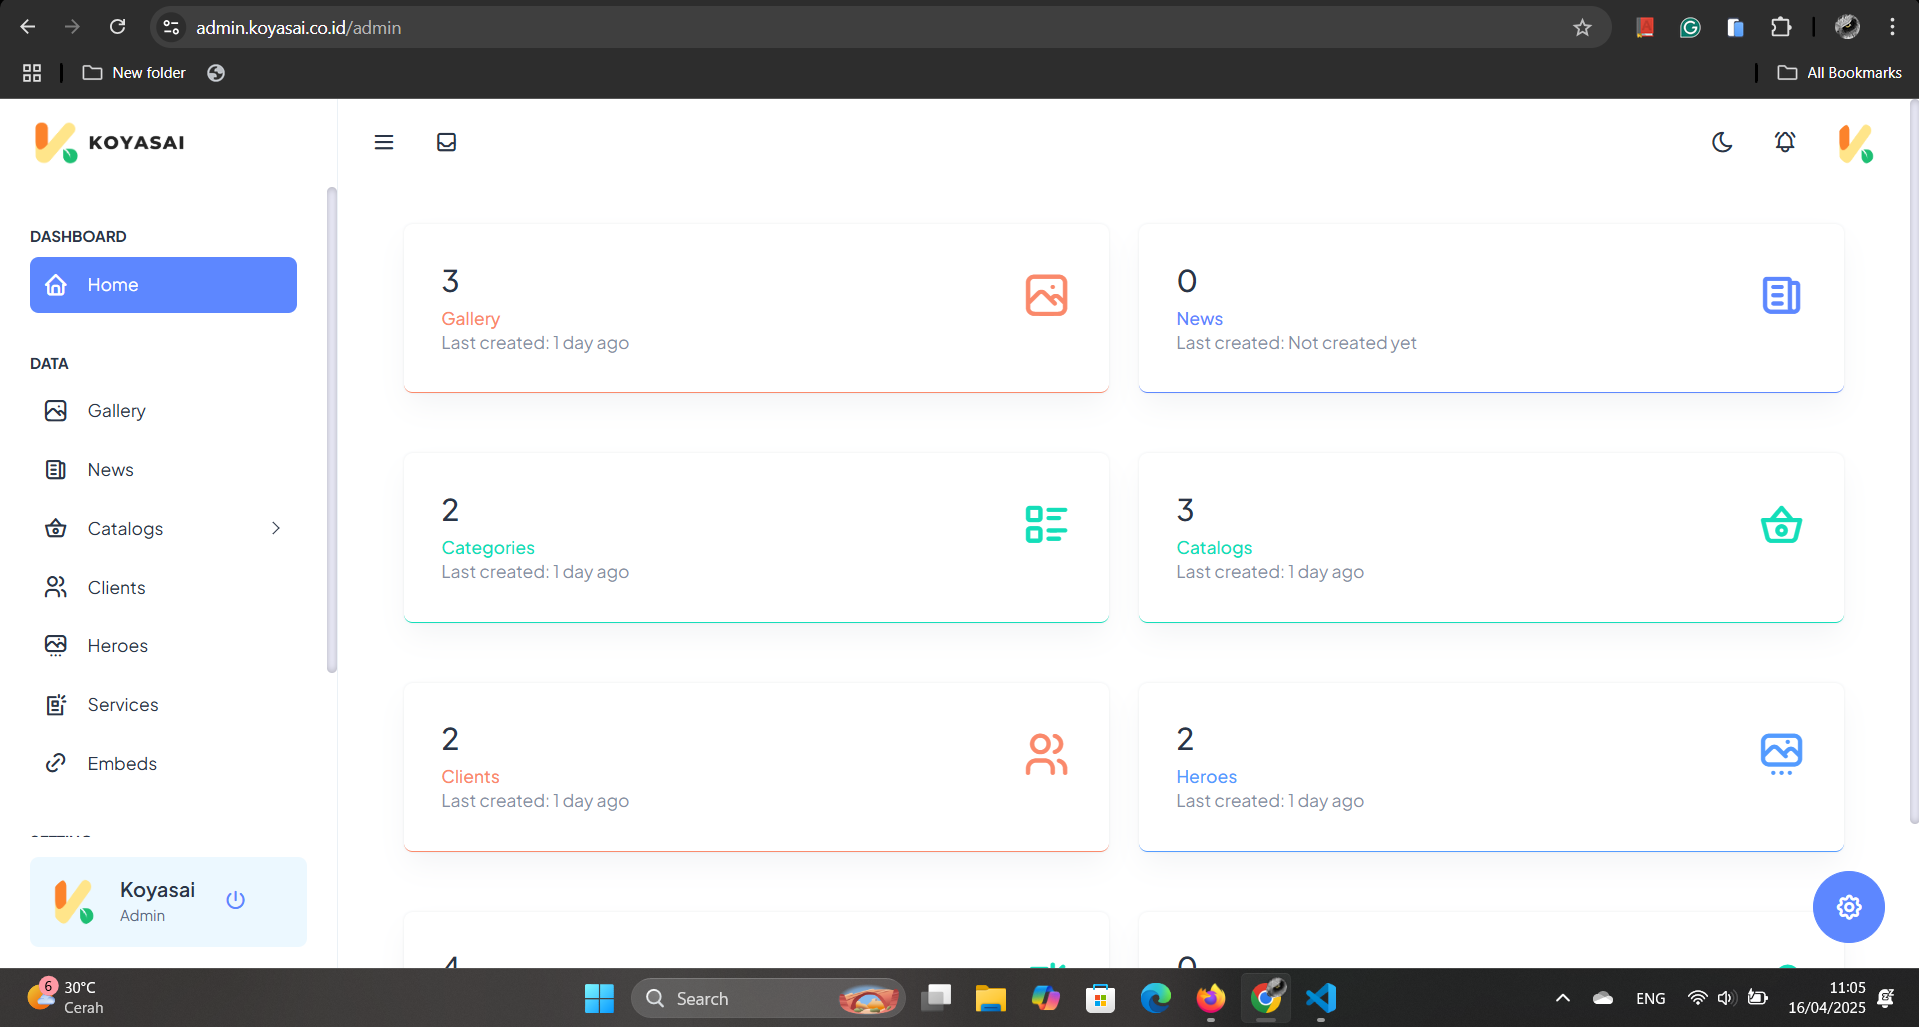 admin.koyasai.co.id/admin
New folder
All Bookmarks
KOYASAI
DASHBOARD
Home
DATA
Gallery
News
Catalogs
Clients
Heroes
Services
Embeds
Koyasai
Admin
3
Gallery
Last created: 1 day ago
0
News
Last created: Not created yet
2
Categories
Last created: 1 day ago
3
Catalogs
Last created: 1 day ago
2
Clients
Last created: 1 day ago
2
Heroes
Last created: 1 day ago
4
0
6
30°C
Cerah
Search
ENG
11:05
16/04/2025